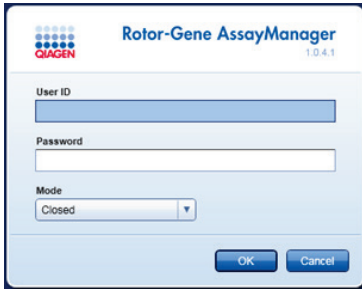 Rotor-Gene AssayManager
QIAGEN
1.0.4.1
User ID
Password
Mode
Closed
OK Cancel